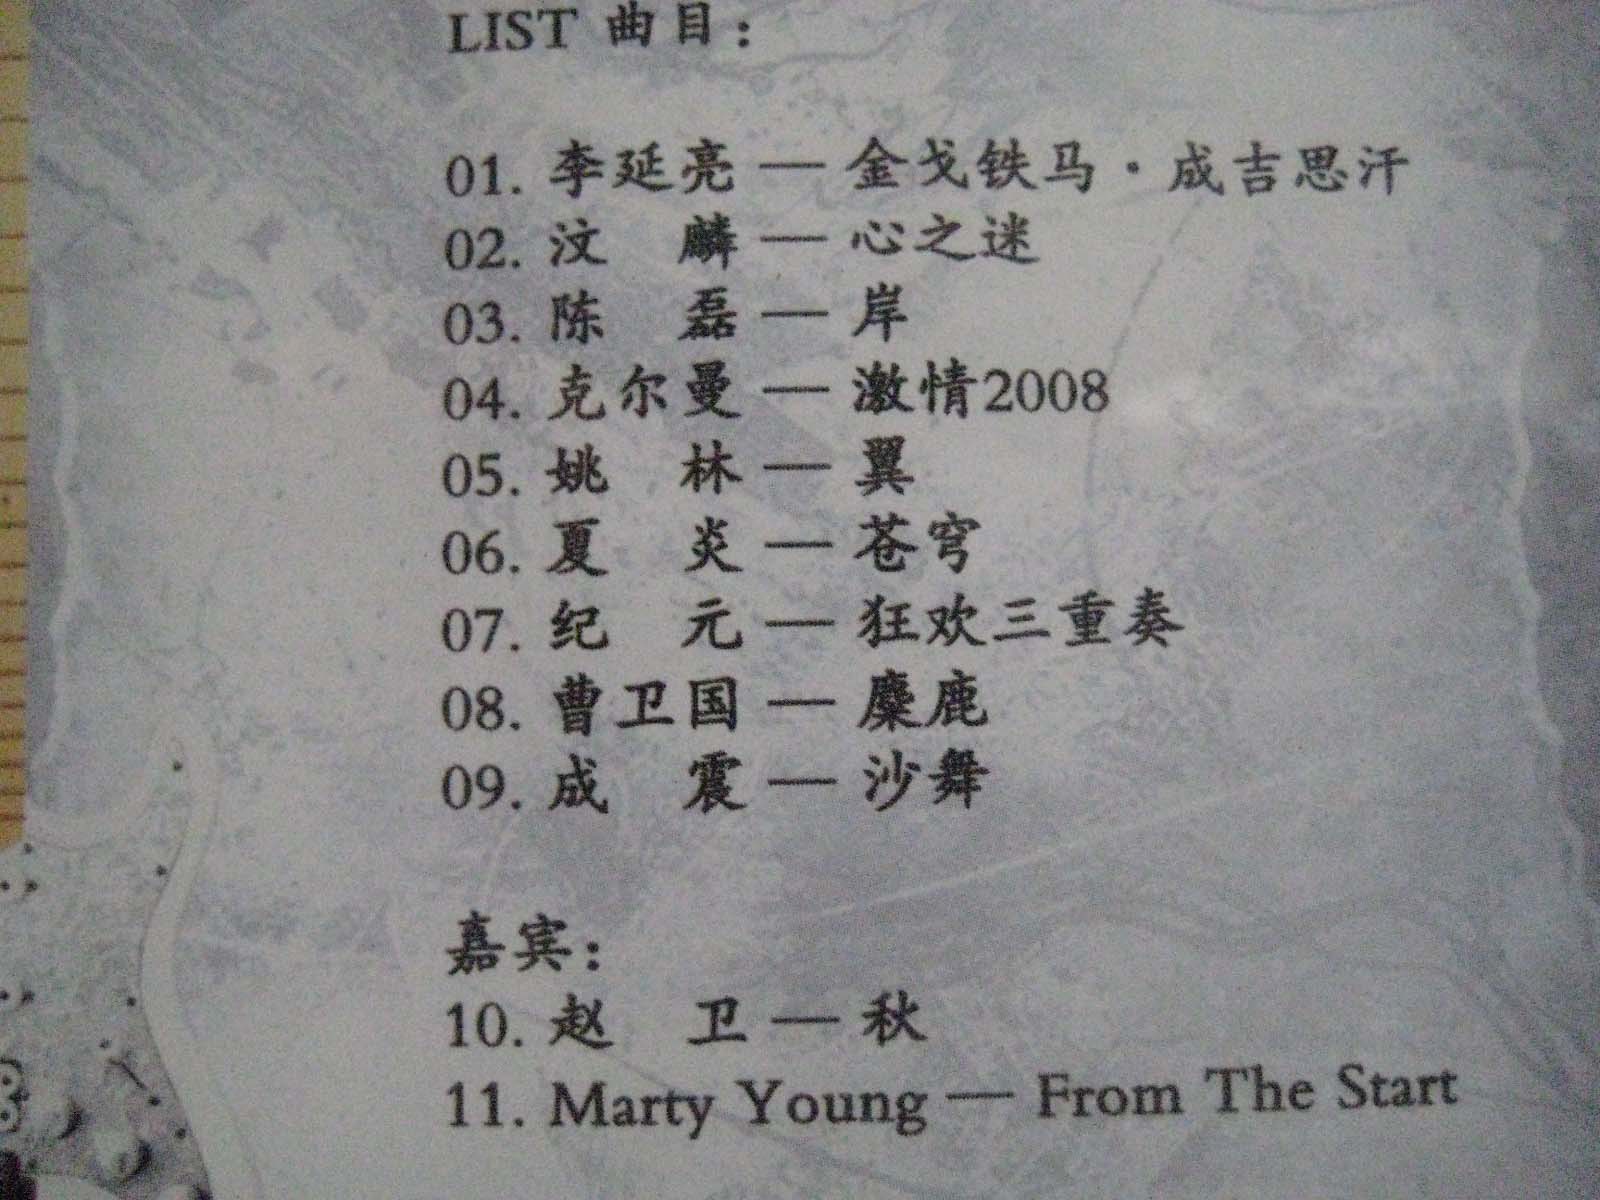 LIST 曲目：
01. 李延亮 — 金戈铁马·成吉思汗
02. 汶　麟 — 心之迷
03. 陈　磊 — 岸
04. 克尔曼 — 激情2008
05. 姚　林 — 翼
06. 夏　炎 — 苍穹
07. 纪　元 — 狂欢三重奏
08. 曹卫国 — 麋鹿
09. 成　震 — 沙舞
嘉宾：
10. 赵　卫 — 秋
11. Marty Young — From The Start